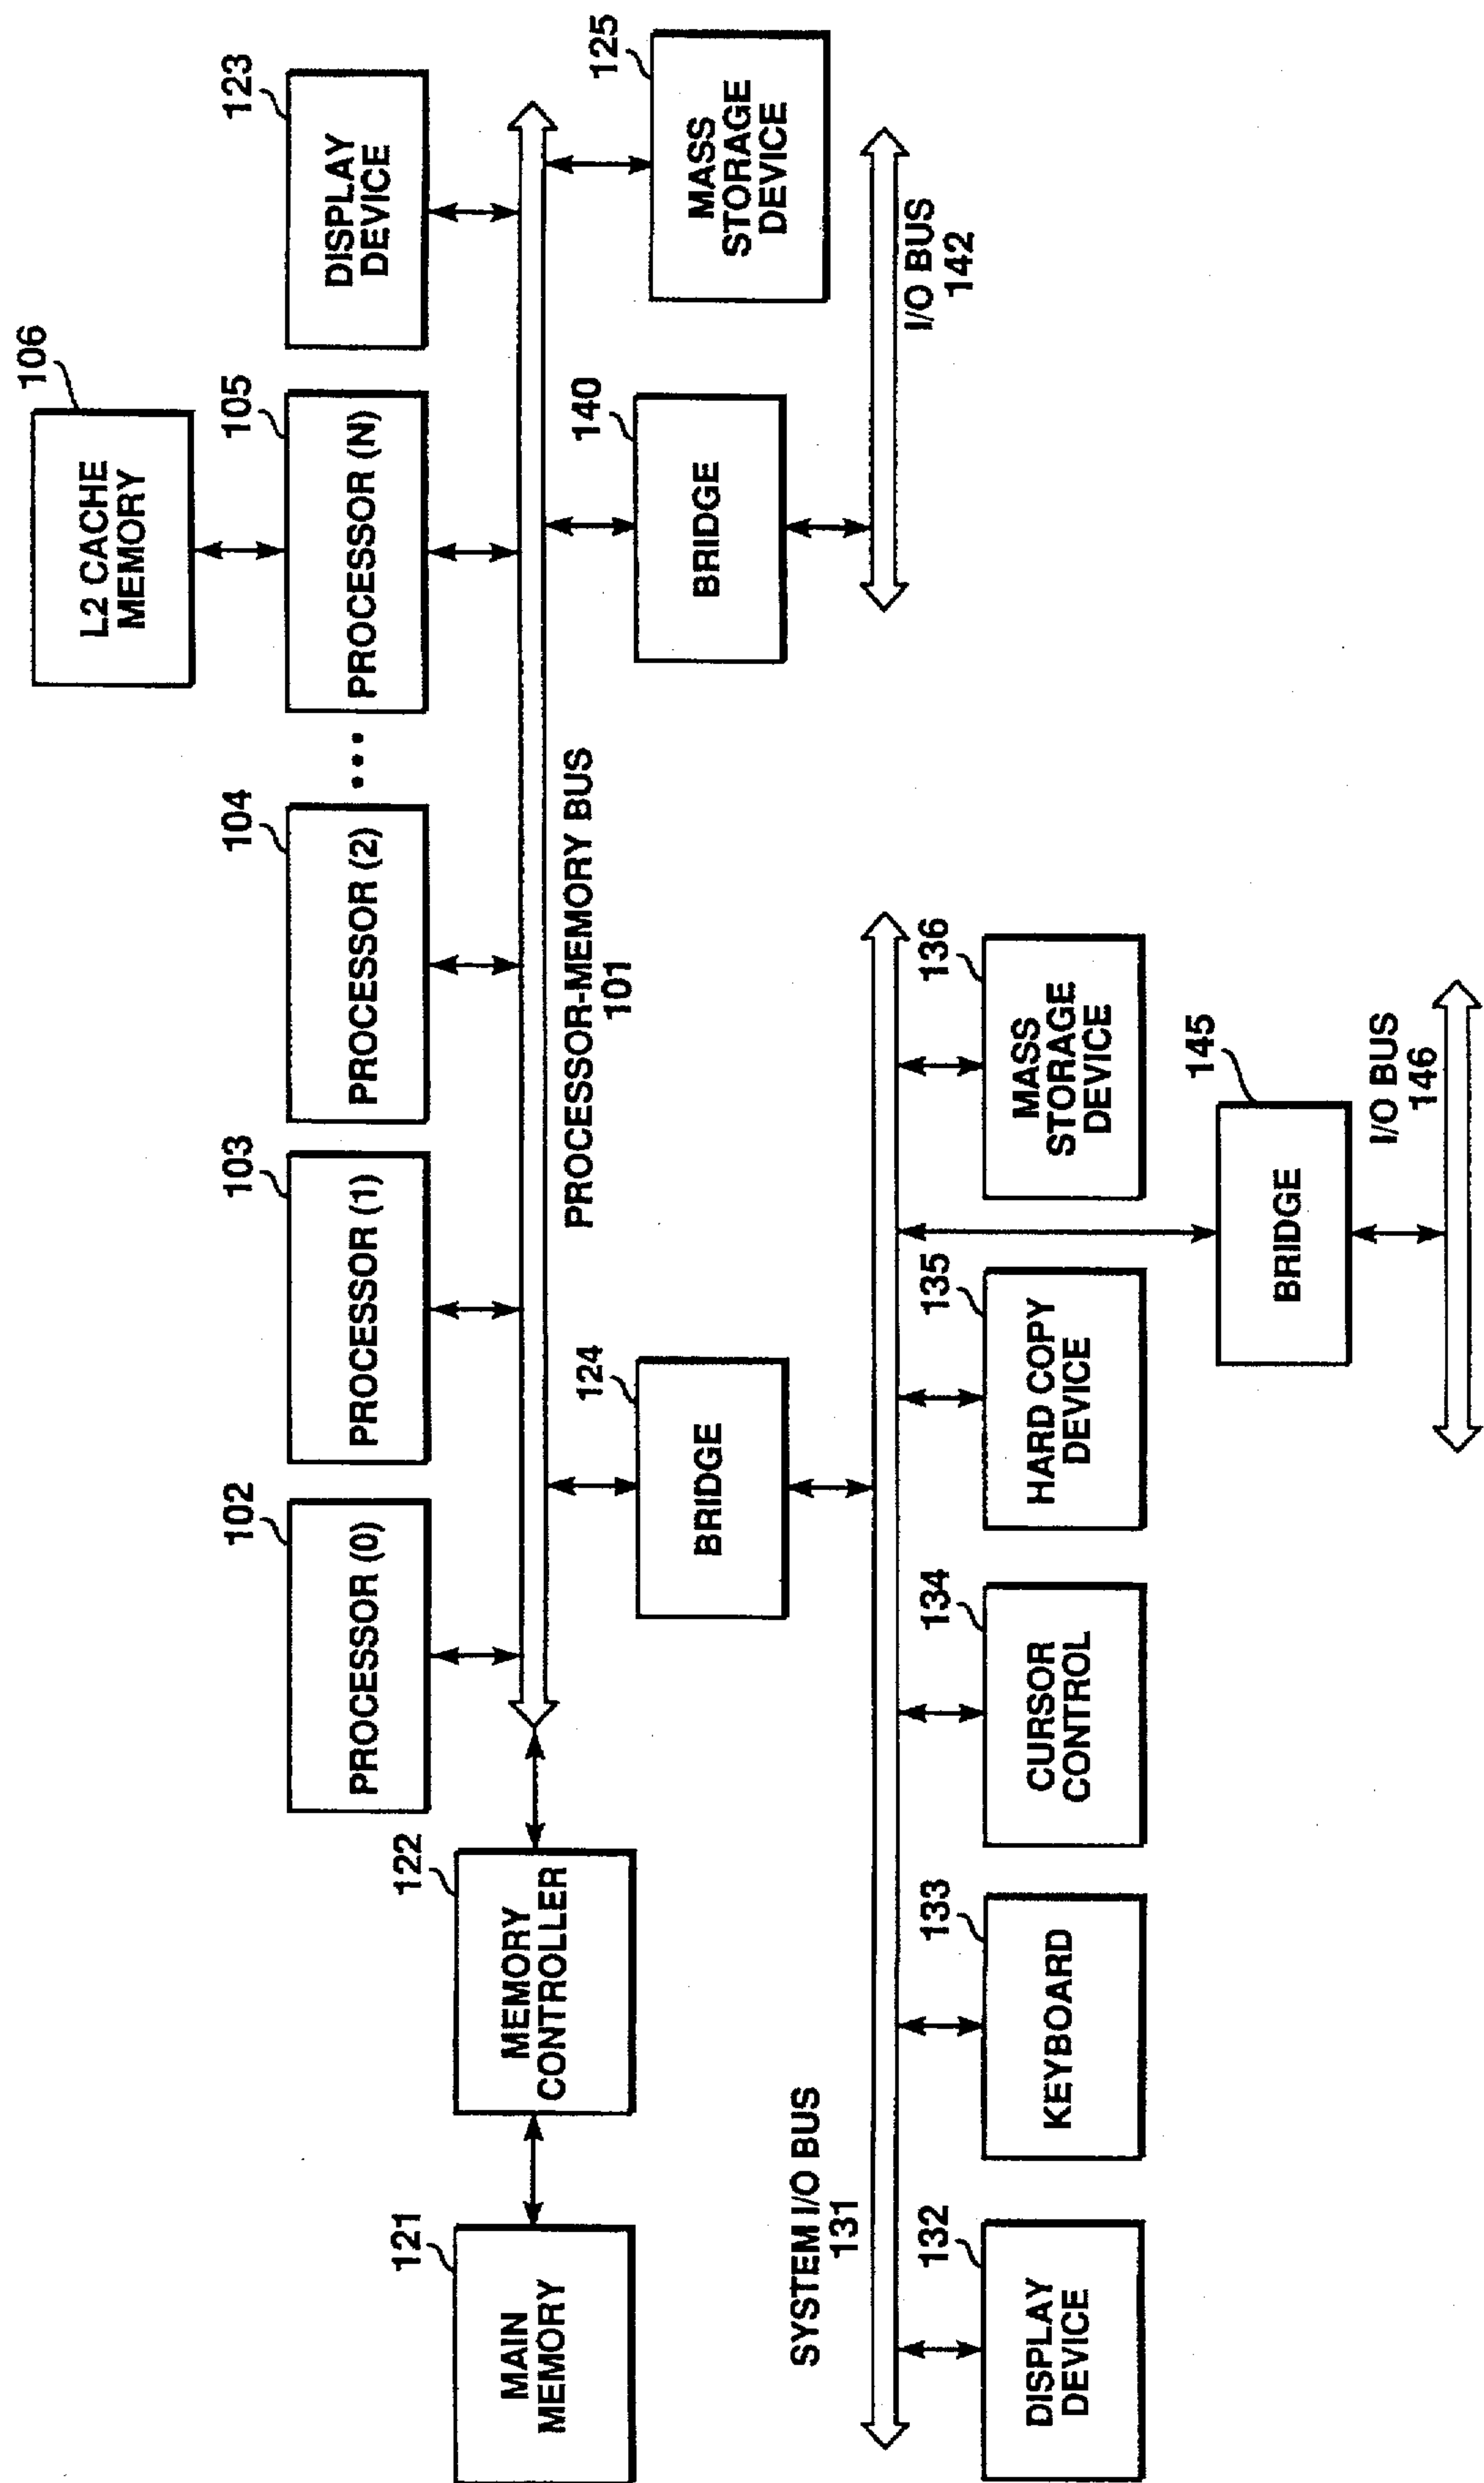 106
L2 CACHE
MEMORY
102
PROCESSOR (0)
103
PROCESSOR (1)
104
PROCESSOR (2)
• • •
105
PROCESSOR (N)
123
DISPLAY
DEVICE
121
MAIN
MEMORY
122
MEMORY
CONTROLLER
PROCESSOR-MEMORY BUS
101
124
BRIDGE
140
BRIDGE
125
MASS
STORAGE
DEVICE
SYSTEM I/O BUS
131
I/O BUS
142
132
DISPLAY
DEVICE
133
KEYBOARD
134
CURSOR
CONTROL
135
HARD COPY
DEVICE
136
MASS
STORAGE
DEVICE
145
BRIDGE
I/O BUS
146